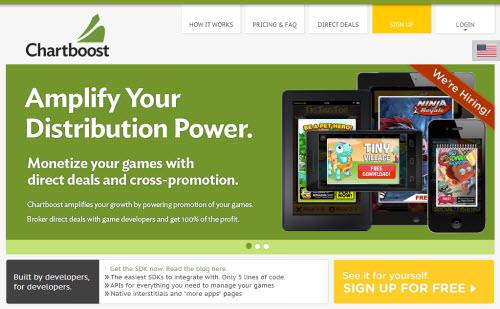 HOW IT WORKS
PRICING & FAQ
DIRECT DEALS
SIGN UP
LOGIN
Chartboost
We're Hiring!
Amplify Your
Distribution Power.
Monetize your games with
direct deals and cross-promotion.
Chartboost amplifies your growth by powering promotion of your games.
Broker direct deals with game developers and get 100% of the profit.
BE A PET HERO!
TINY
VILLAGE
FREE
DOWNLOAD!
NINJA
Royale
Built by developers,
for developers.
Get the SDK now. Read the blog here.
» The easiest SDKs to integrate with. Only 5 lines of code.
» APIs for everything you need to manage your games
» Native interstitials and "more apps" pages
See it for yourself.
SIGN UP FOR FREE ▸